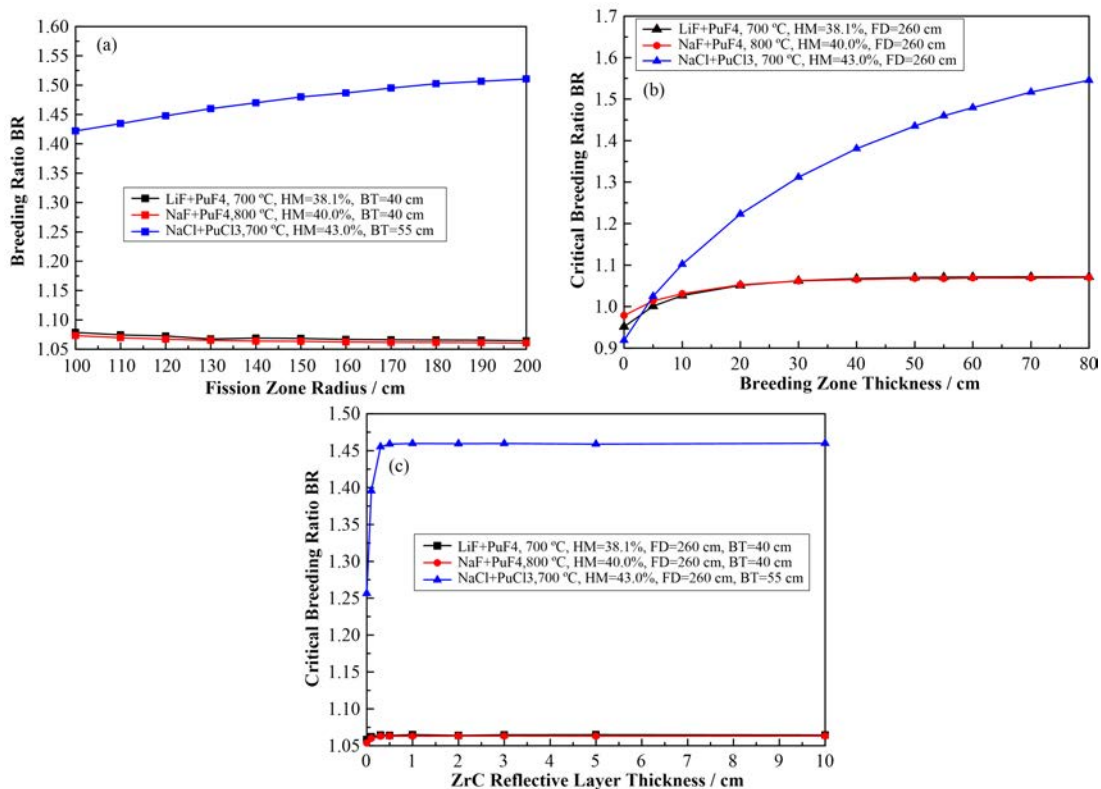 (a)
Breeding Ratio BR
1.60
1.55
1.50
1.45
1.40
1.35
1.30
1.25
1.20
1.15
1.10
1.05
LiF+PuF4, 700 ºC, HM=38.1%, BT=40 cm
NaF+PuF4,800 ºC, HM=40.0%, BT=40 cm
NaCl+PuCl3,700 ºC, HM=43.0%, BT=55 cm
100 110 120 130 140 150 160 170 180 190 200
Fission Zone Radius / cm
(b)
Critical Breeding Ratio BR
1.7
1.6
1.5
1.4
1.3
1.2
1.1
1.0
0.9
LiF+PuF4, 700 ºC, HM=38.1%, FD=260 cm
NaF+PuF4, 800 ºC, HM=40.0%, FD=260 cm
NaCl+PuCl3, 700 ºC, HM=43.0%, FD=260 cm
0 10 20 30 40 50 60 70 80
Breeding Zone Thickness / cm
(c)
Critical Breeding Ratio BR
1.50
1.45
1.40
1.35
1.30
1.25
1.20
1.15
1.10
1.05
LiF+PuF4, 700 ºC, HM=38.1%, FD=260 cm, BT=40 cm
NaF+PuF4,800 ºC, HM=40.0%, FD=260 cm, BT=40 cm
NaCl+PuCl3,700 ºC, HM=43.0%, FD=260 cm, BT=55 cm
0 1 2 3 4 5 6 7 8 9 10
ZrC Reflective Layer Thickness / cm